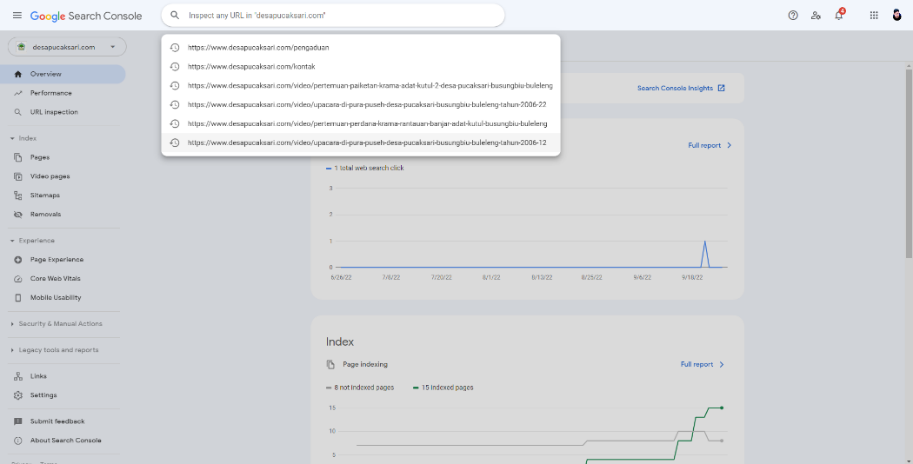 Google Search Console
Inspect any URL in "desapucaksari.com"
4
desapucaksari.com
https://www.desapucaksari.com/pengaduan
https://www.desapucaksari.com/kontak
https://www.desapucaksari.com/video/pertemuan-paiketan-krama-adat-kutul-2-desa-pucaksari-busungbiu-buleleng
https://www.desapucaksari.com/video/upacara-di-pura-puseh-desa-pucaksari-busungbiu-buleleng-tahun-2006-22
https://www.desapucaksari.com/video/pertemuan-perdana-krama-rantauan-banjar-adat-kutul-busungbiu-buleleng
https://www.desapucaksari.com/video/upacara-di-pura-puseh-desa-pucaksari-busungbiu-buleleng-tahun-2006-12
Overview
Performance
URL inspection
Index
Pages
Video pages
Sitemaps
Removals
Experience
Page Experience
Core Web Vitals
Mobile Usability
Security & Manual Actions
Legacy tools and reports
Links
Settings
Submit feedback
About Search Console
Privacy Terms
Search Console Insights
Full report
1 total web search click
3
2
1
0
6/26/22 7/8/22 7/20/22 8/1/22 8/13/22 8/25/22 9/6/22 9/18/22
Index
Page indexing
Full report
8 not indexed pages 15 indexed pages
15
10
5